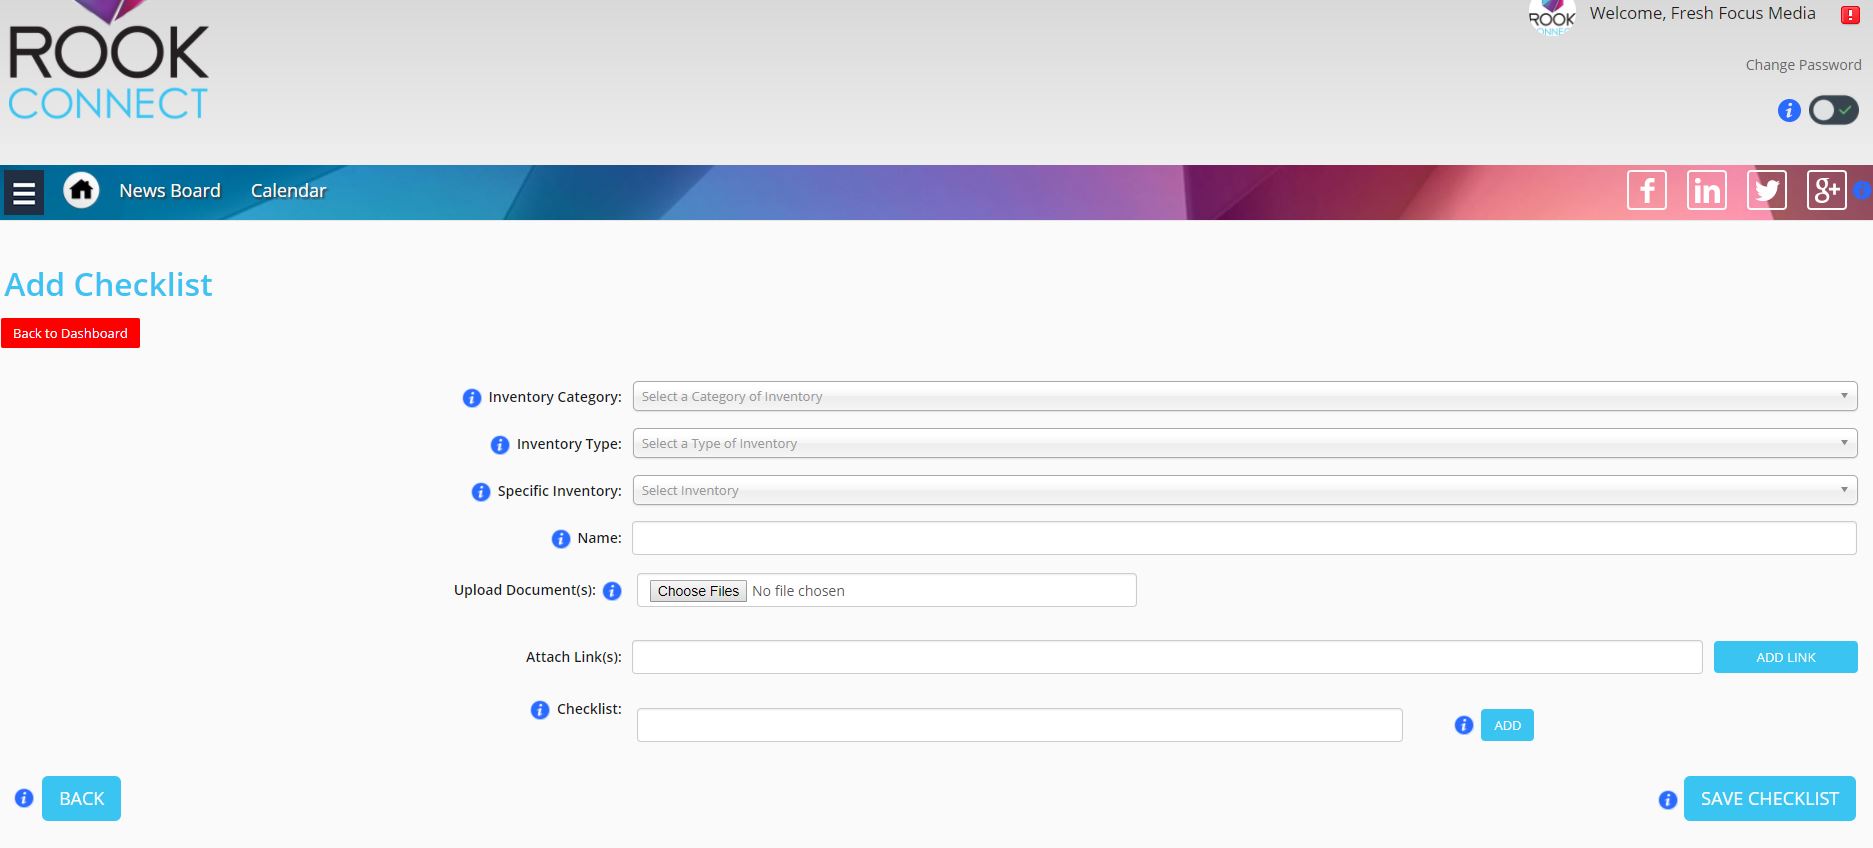 ROOK
CONNECT
ROOK
CONNEC
Welcome, Fresh Focus Media
Change Password
News Board
Calendar
f
in
g+
Add Checklist
Back to Dashboard
Inventory Category:
Select a Category of Inventory
Inventory Type:
Select a Type of Inventory
Specific Inventory:
Select Inventory
Name:
Upload Document(s):
Choose Files
No file chosen
Attach Link(s):
ADD LINK
Checklist:
ADD
BACK
SAVE CHECKLIST